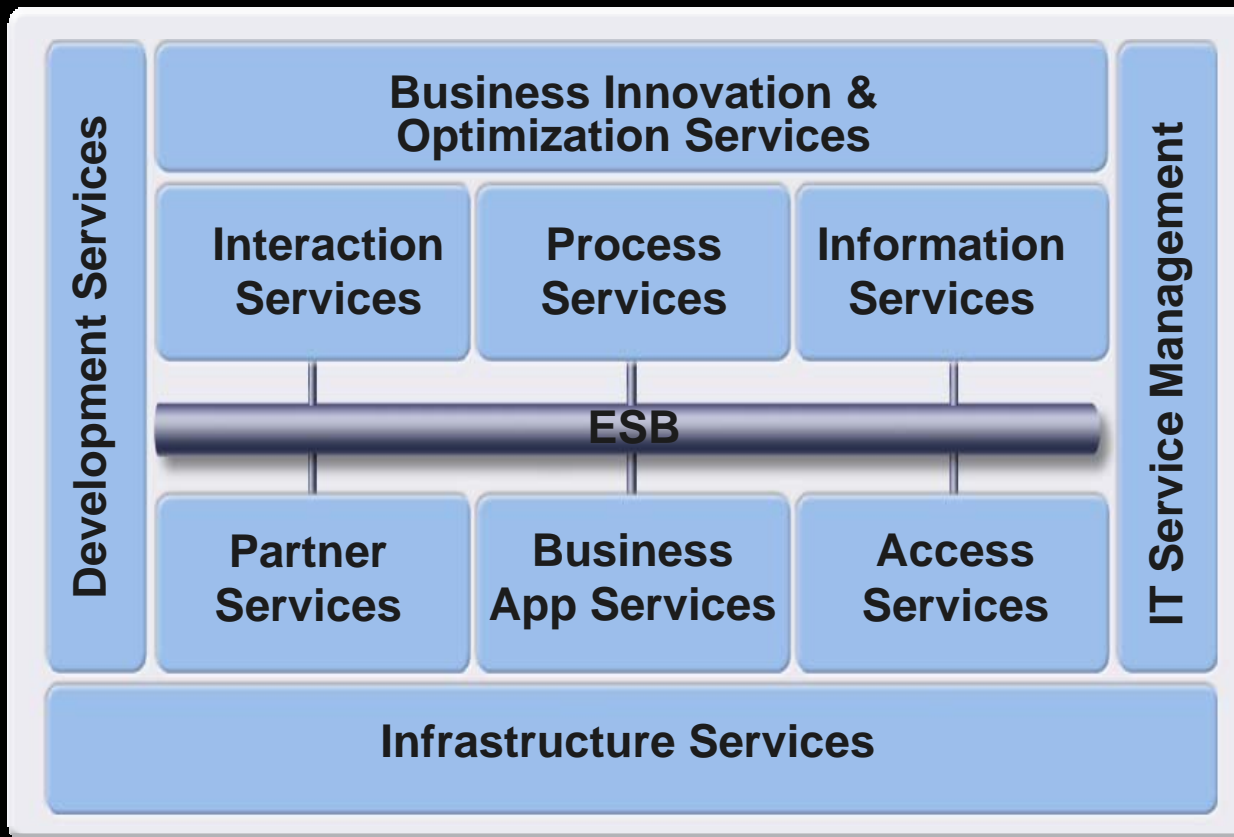 Development Services
Business Innovation &
Optimization Services
IT Service Management
Interaction
Services
Process
Services
Information
Services
ESB
Partner
Services
Business
App Services
Access
Services
Infrastructure Services